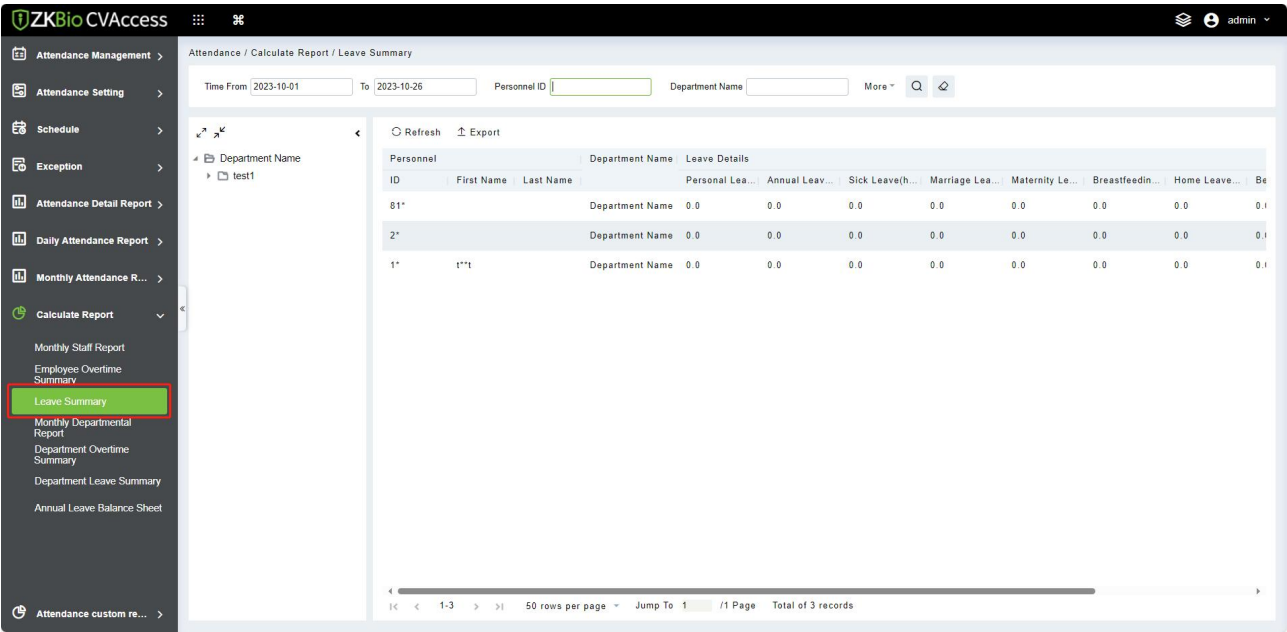 ZKBio CVAccess
admin
Attendance Management
Attendance Setting
Schedule
Exception
Attendance Detail Report
Daily Attendance Report
Monthly Attendance R...
Calculate Report
Monthly Staff Report
Employee Overtime
Summary
Leave Summary
Monthly Departmental
Report
Department Overtime
Summary
Department Leave Summary
Annual Leave Balance Sheet
Attendance custom re...
Attendance / Calculate Report / Leave Summary
Time From 2023-10-01 To 2023-10-26 Personnel ID Department Name More
Department Name
test1
Refresh Export
Personnel Department Name Leave Details
ID First Name Last Name Personal Lea... Annual Leav... Sick Leave(h... Marriage Lea... Maternity Le... Breastfeedin... Home Leave... Be
81* Department Name 0.0 0.0 0.0 0.0 0.0 0.0 0.0 0.
2* Department Name 0.0 0.0 0.0 0.0 0.0 0.0 0.0 0.
1* t**t Department Name 0.0 0.0 0.0 0.0 0.0 0.0 0.0 0.
1-3 50 rows per page Jump To 1 /1 Page Total of 3 records